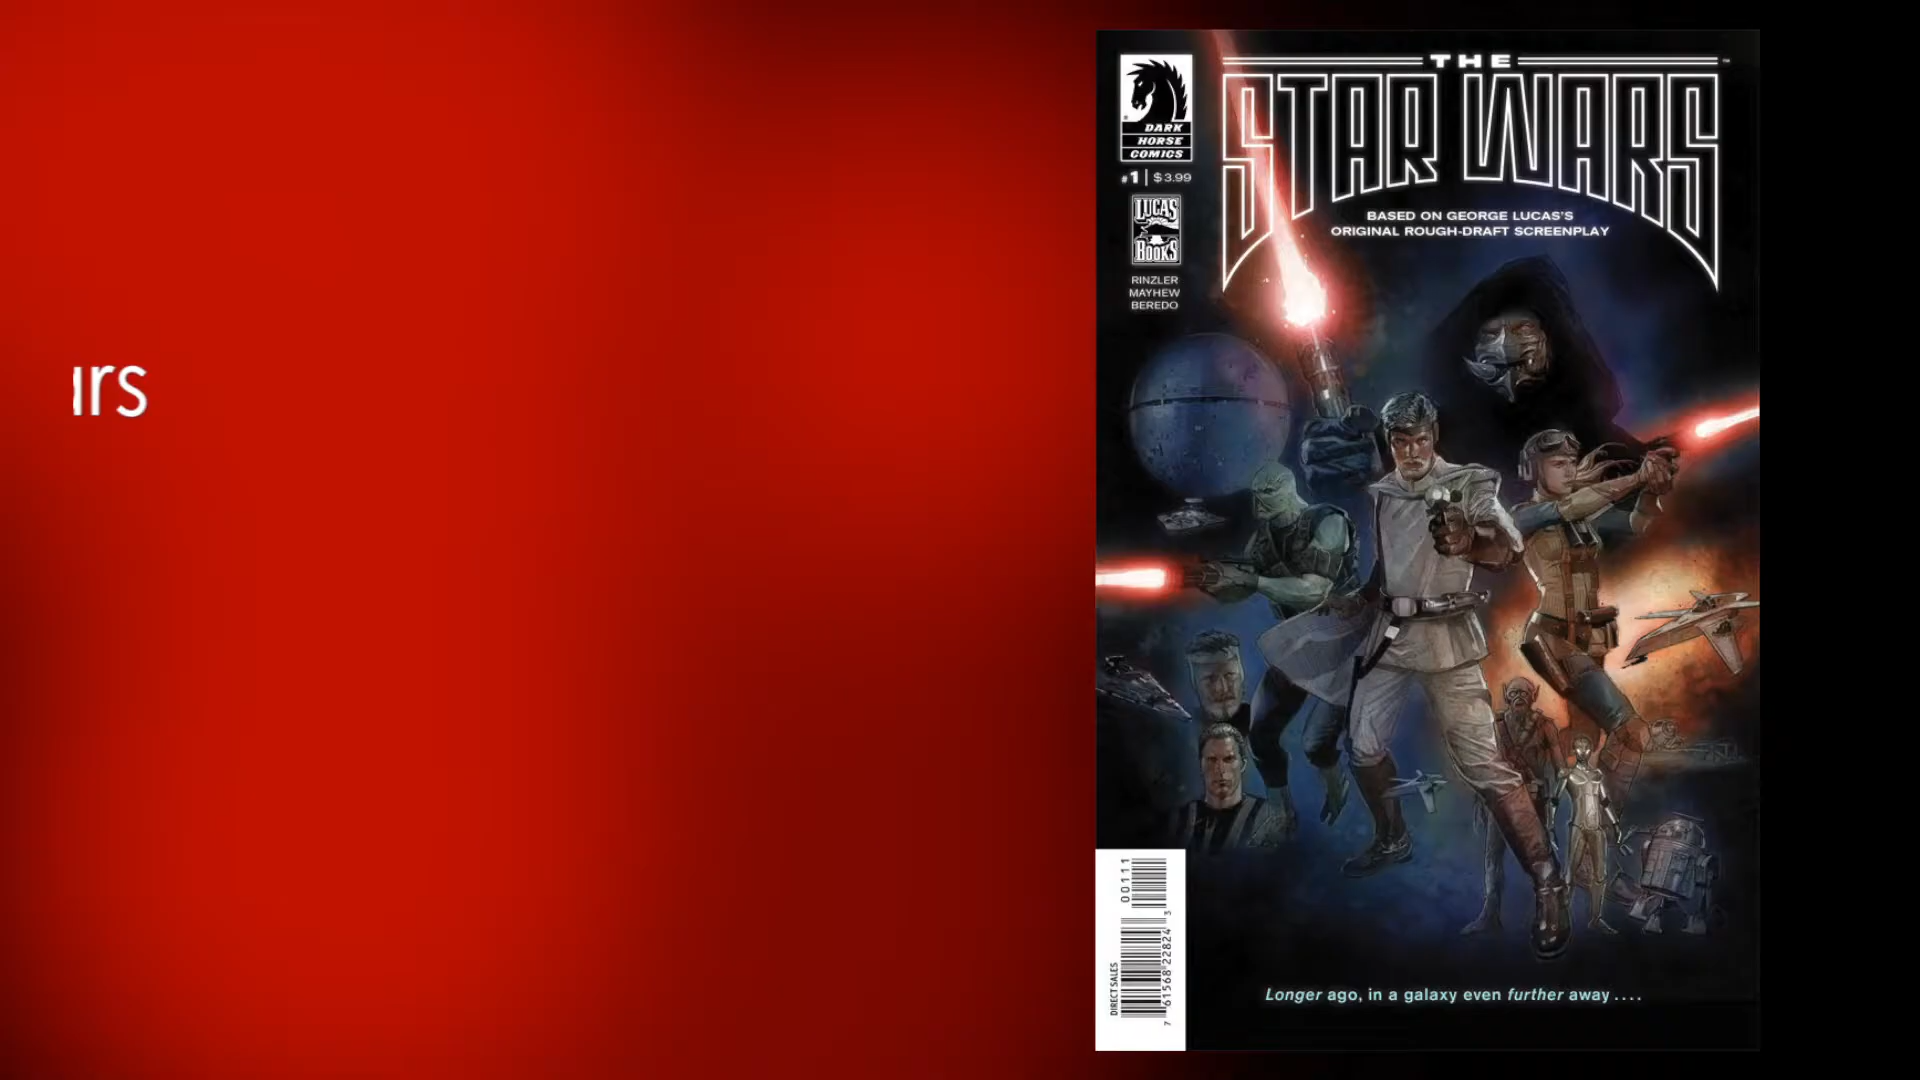 THE
STAR WARS
BASED ON GEORGE LUCAS'S
ORIGINAL ROUGH-DRAFT SCREENPLAY
DARK
HORSE
COMICS
#1 | $3.99
LUCAS
BOOKS
RINZLER
MAYHEW
BEREDO
rs
00111
DIRECT SALES
7 61568 22824 3
Longer ago, in a galaxy even further away....